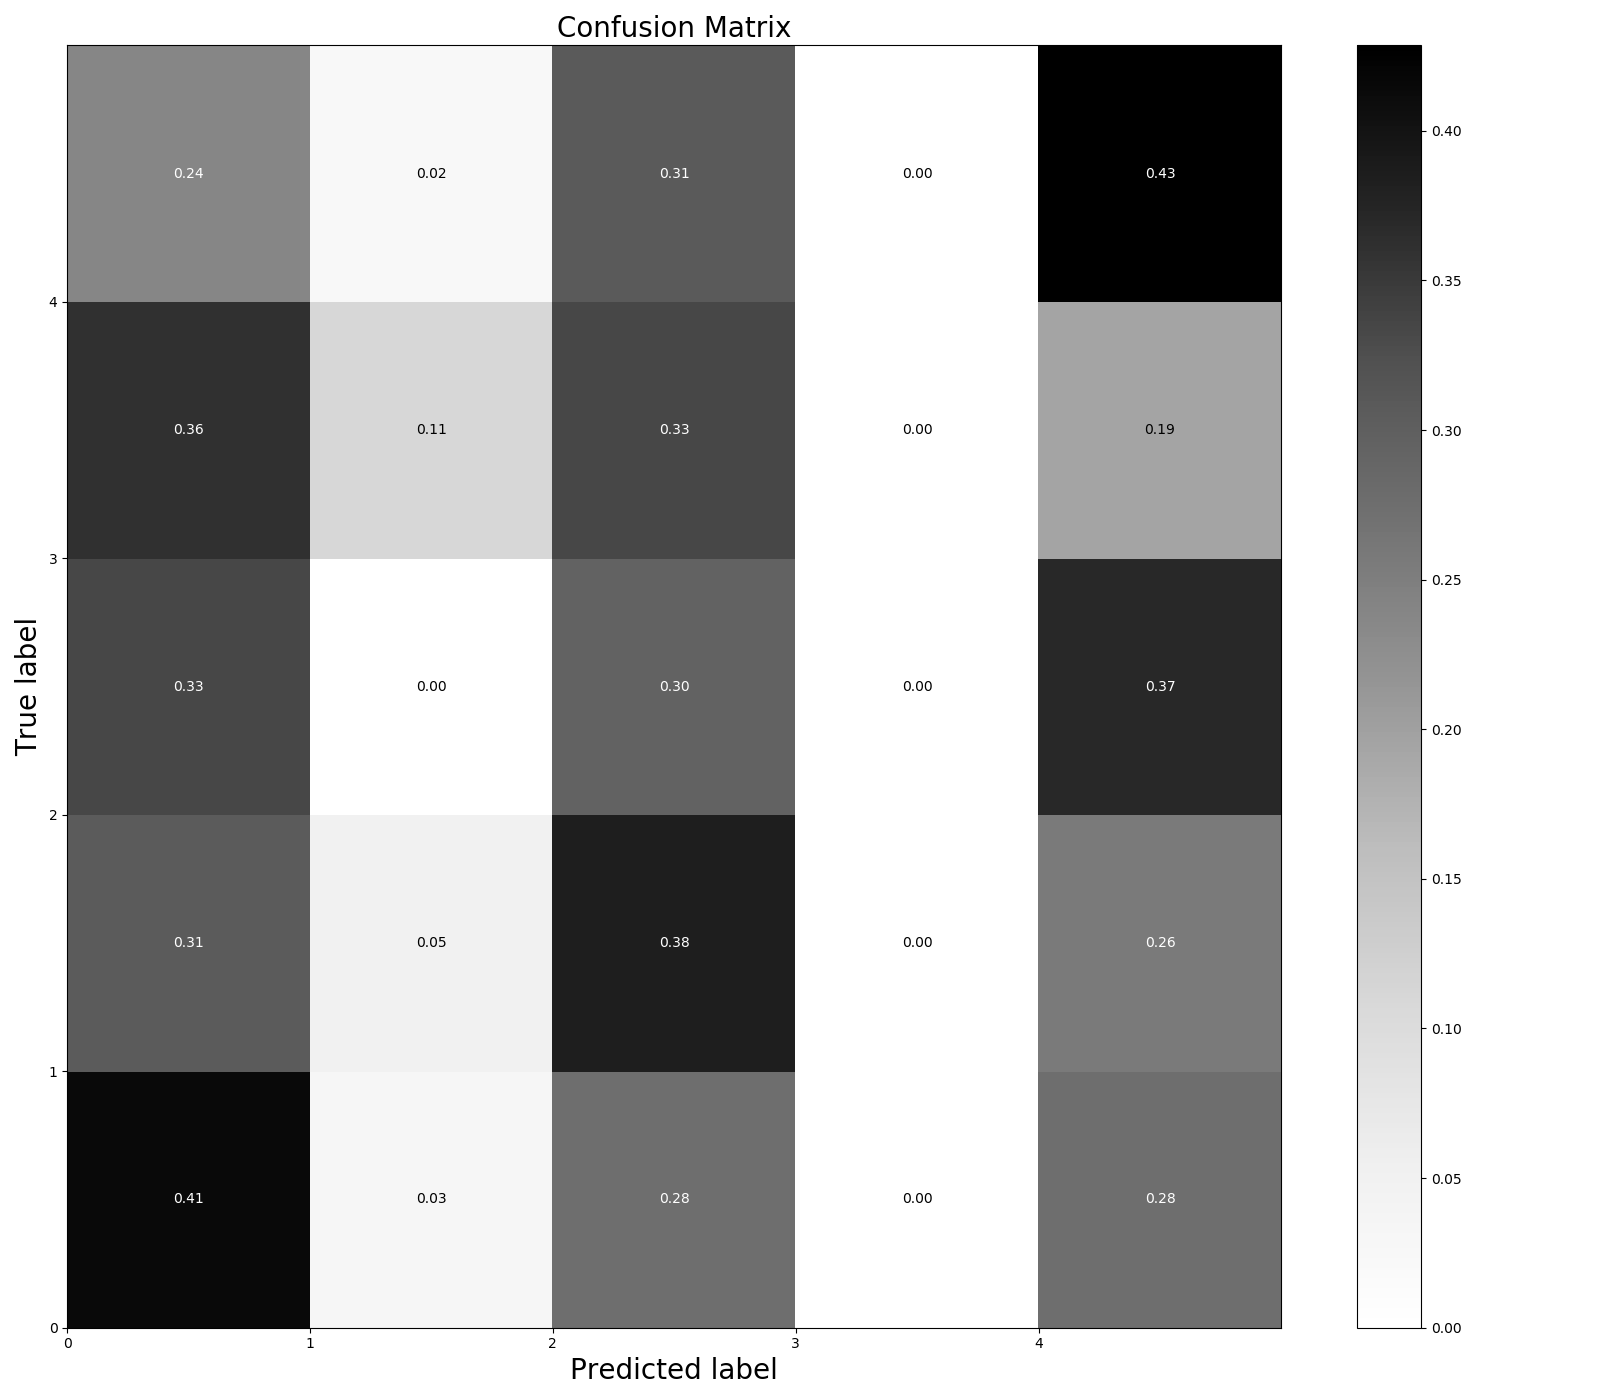 Confusion Matrix
0.24 0.02 0.31 0.00 0.43
0.40
0.35
4
0.36 0.11 0.33 0.00 0.19
0.30
3
0.25
True label
0.33 0.00 0.30 0.00 0.37
0.20
2
0.15
0.31 0.05 0.38 0.00 0.26
0.10
1
0.41 0.03 0.28 0.00 0.28
0.05
0
0.00
0 1 2 3 4
Predicted label